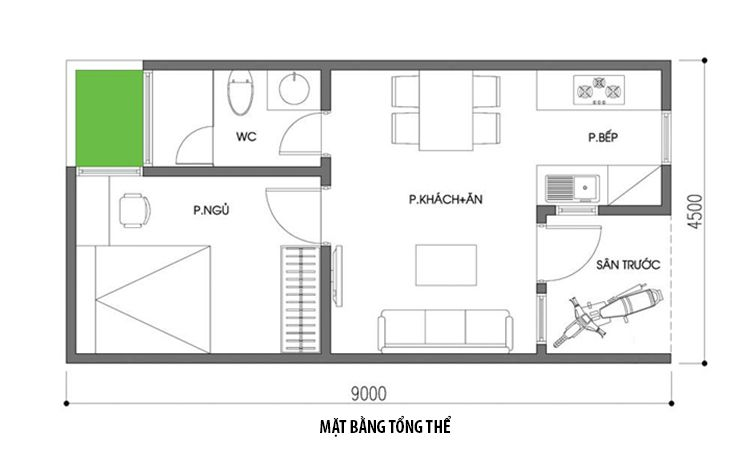 WC
P.BẾP
P.NGỦ
P.KHÁCH+ĂN
SÂN TRƯỚC
4500
9000
MẶT BẰNG TỔNG THỂ